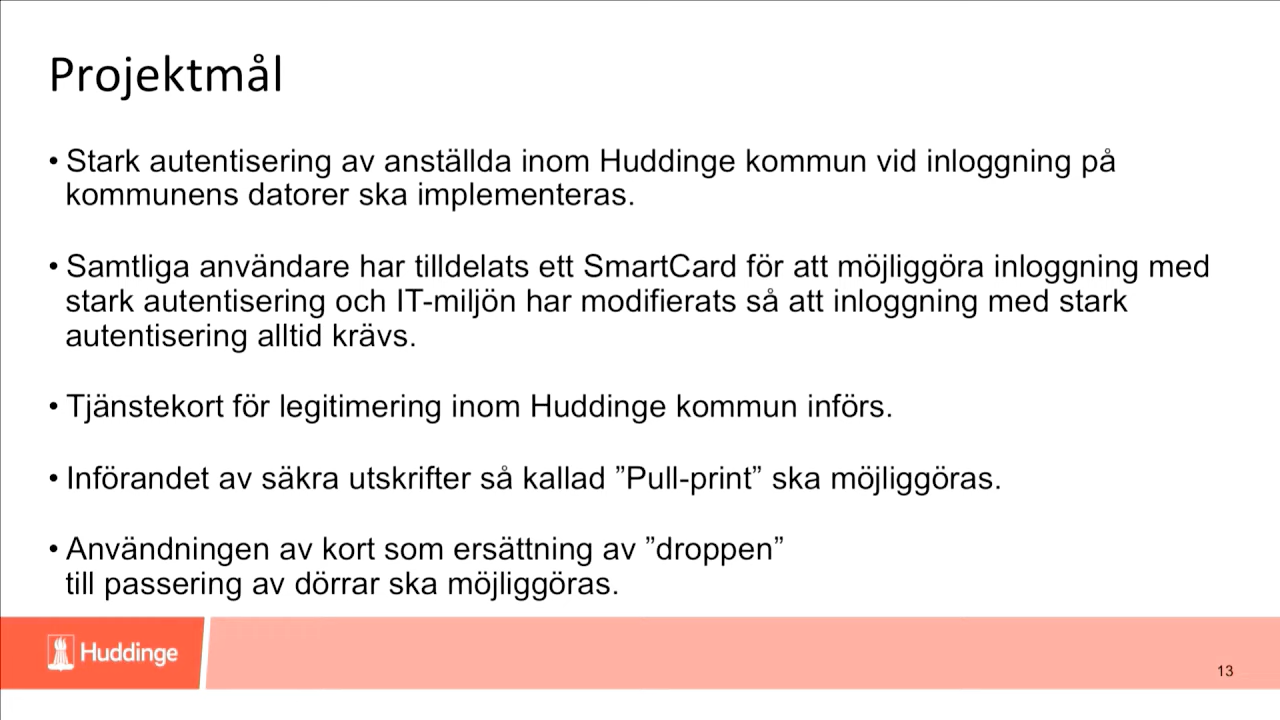 Projektmål
• Stark autentisering av anställda inom Huddinge kommun vid inloggning på
kommunens datorer ska implementeras.
• Samtliga användare har tilldelats ett SmartCard för att möjliggöra inloggning med
stark autentisering och IT-miljön har modifierats så att inloggning med stark
autentisering alltid krävs.
• Tjänstekort för legitimering inom Huddinge kommun införs.
• Införandet av säkra utskrifter så kallad ”Pull-print” ska möjliggöras.
• Användningen av kort som ersättning av ”droppen”
till passering av dörrar ska möjliggöras.
Huddinge
13